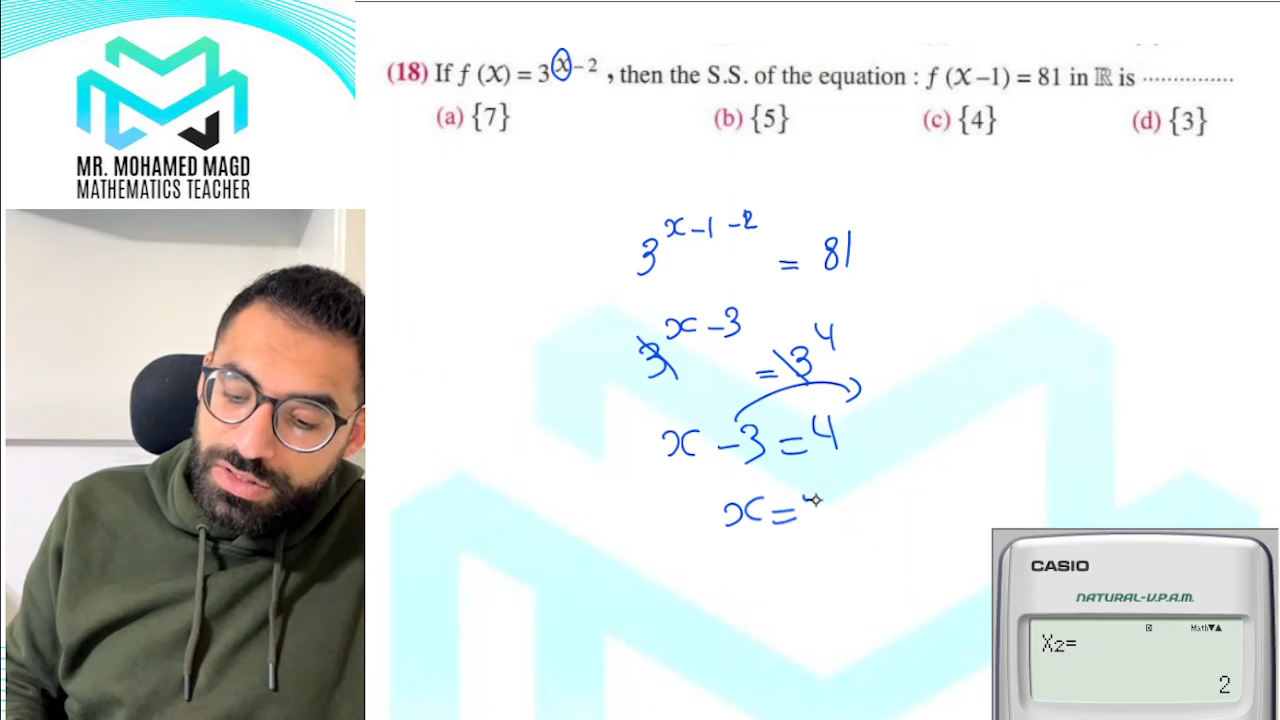 MR. MOHAMED MAGD
MATHEMATICS TEACHER
(18) If f (X) = 3^{X-2} , then the S.S. of the equation : f (X-1) = 81 in ℝ is ...............
(a) {7} (b) {5} (c) {4} (d) {3}
3^{x-1-2} = 81
3^{x-3} = 3^4
x - 3 = 4
x =
CASIO
NATURAL-V.P.A.M.
Math▼▲
X₂=
2